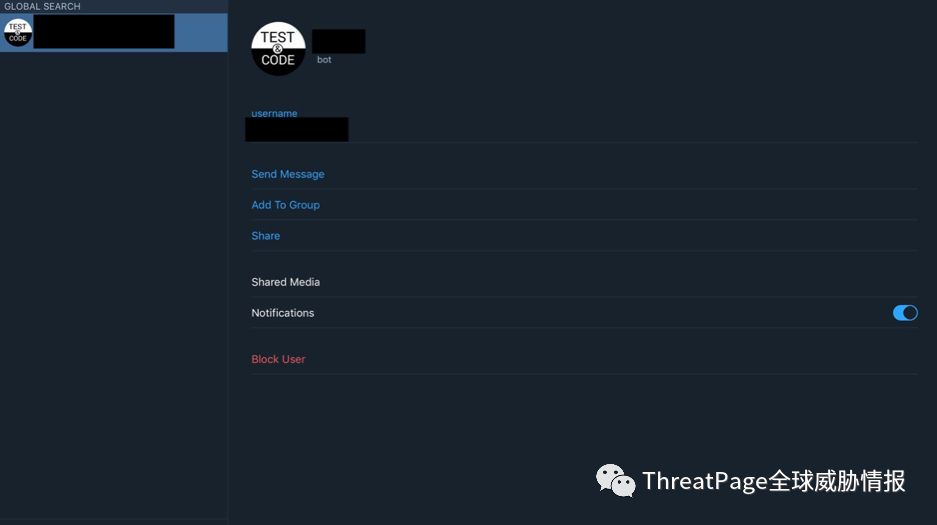 GLOBAL SEARCH
TEST
&
CODE
TEST
&
CODE
bot
username
Send Message
Add To Group
Share
Shared Media
Notifications
Block User
ThreatPage全球威胁情报